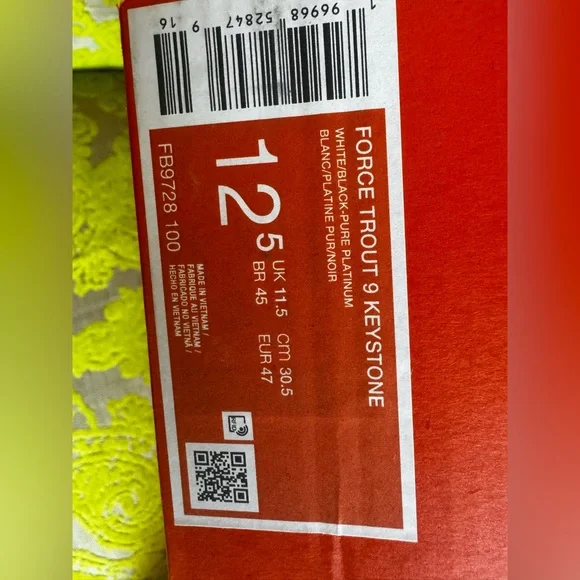 1 96968 52847 9 16
FORCE TROUT 9 KEYSTONE
WHITE/BLACK-PURE PLATINUM
BLANC/PLATINE PUR/NOIR
12.5
UK 11.5 cm 30.5
BR 45 EUR 47
FB9728 100
MADE IN VIETNAM /
FABRIQUE AU VIETNAM /
FABRICADO NO VIETNÃ /
HECHO EN VIETNAM